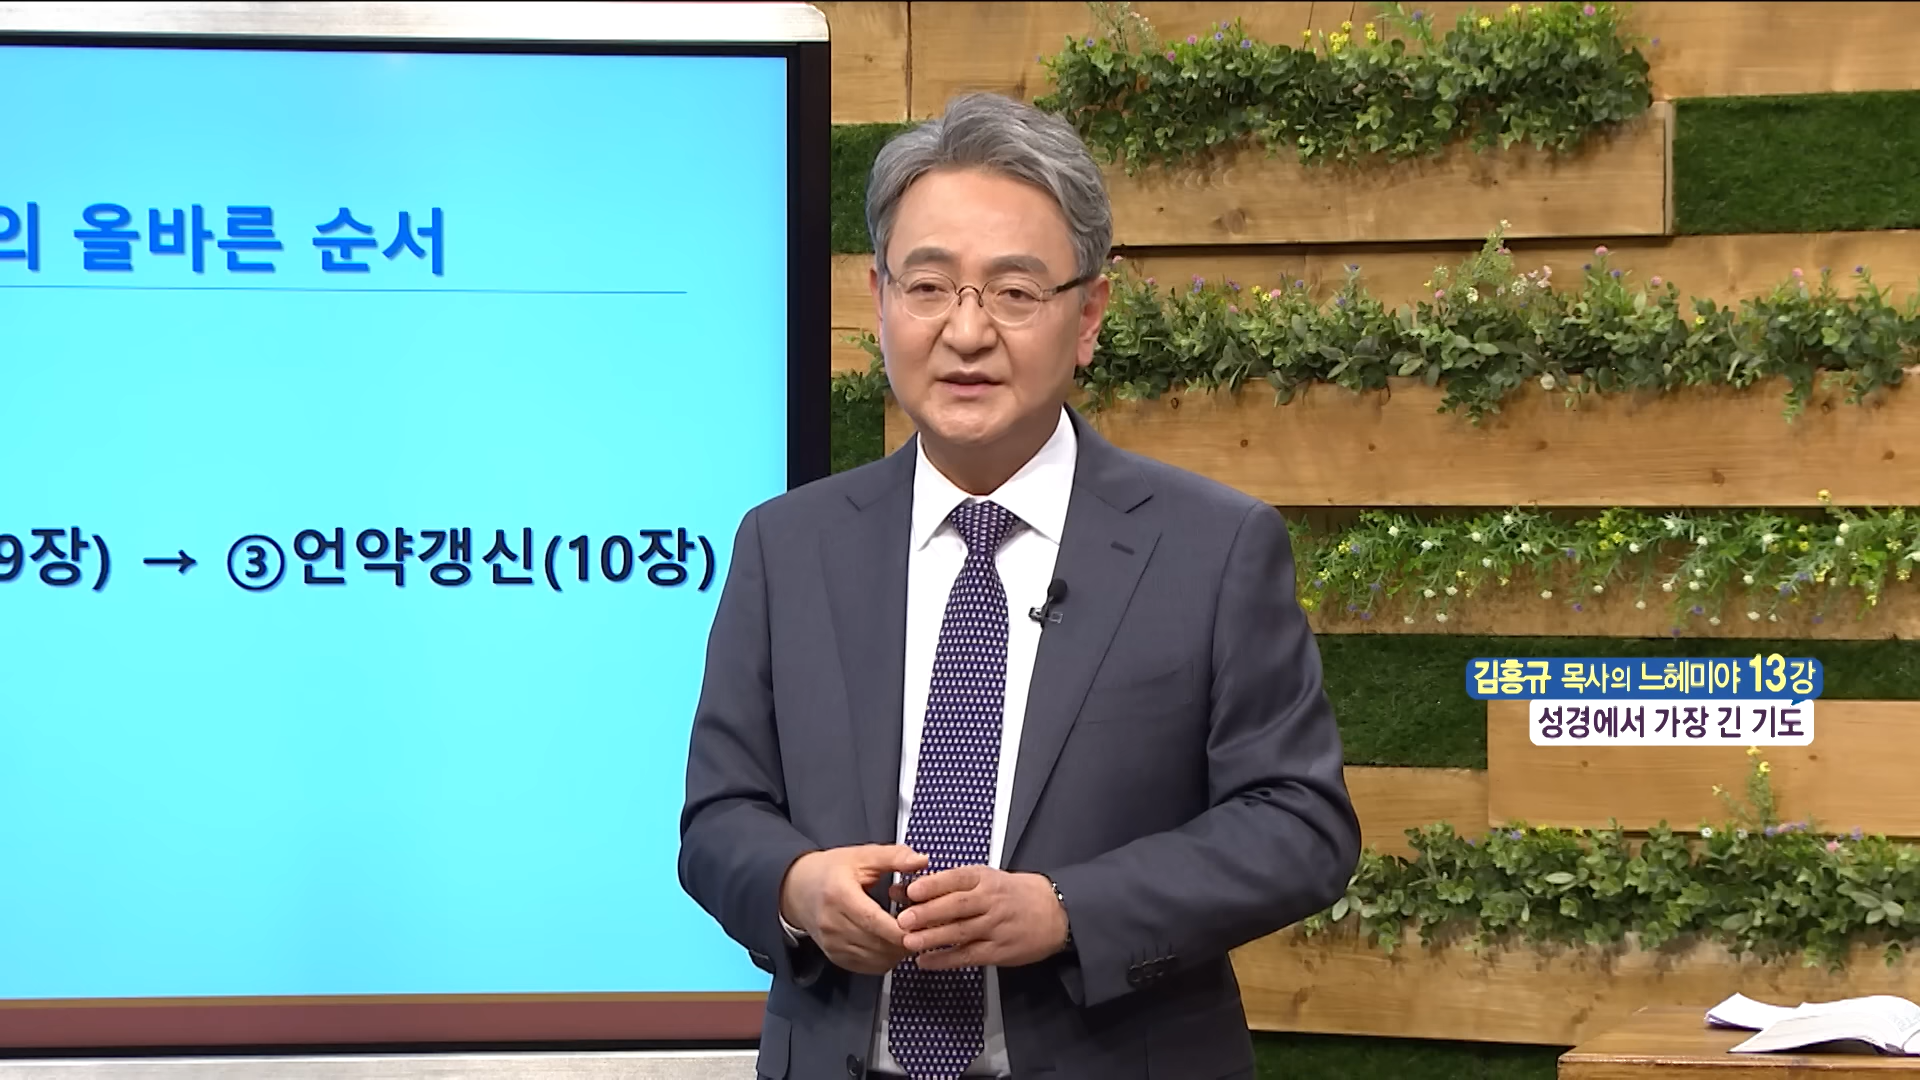 의 올바른 순서
9장) → ③언약갱신(10장)
김흥규 목사의 느헤미야 13강
성경에서 가장 긴 기도